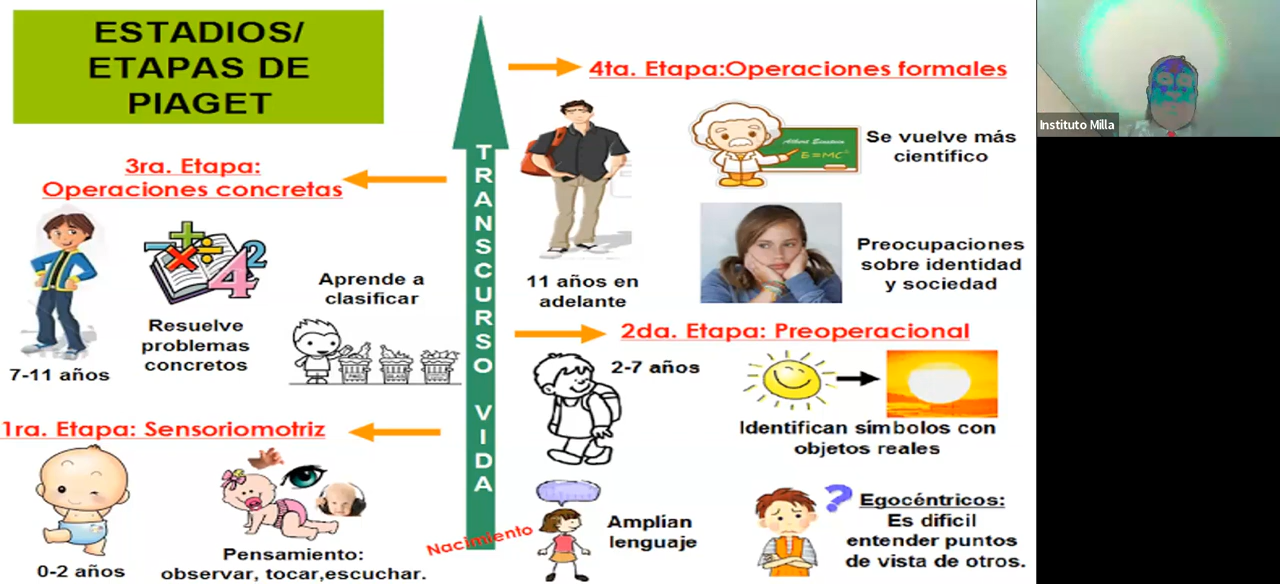 ESTADIOS/
ETAPAS DE
PIAGET
TRANSCURSO VIDA
Nacimiento
4ta. Etapa:Operaciones formales
Albert Einstein
E=MC²
Se vuelve más
científico
11 años en
adelante
Preocupaciones
sobre identidad
y sociedad
3ra. Etapa:
Operaciones concretas
Aprende a
clasificar
Resuelve
problemas
concretos
7-11 años
2da. Etapa: Preoperacional
2-7 años
Identifican símbolos con
objetos reales
Amplían
lenguaje
Egocéntricos:
Es dificil
entender puntos
de vista de otros.
1ra. Etapa: Sensoriomotriz
Pensamiento:
observar, tocar,escuchar.
0-2 años
Instituto Milla